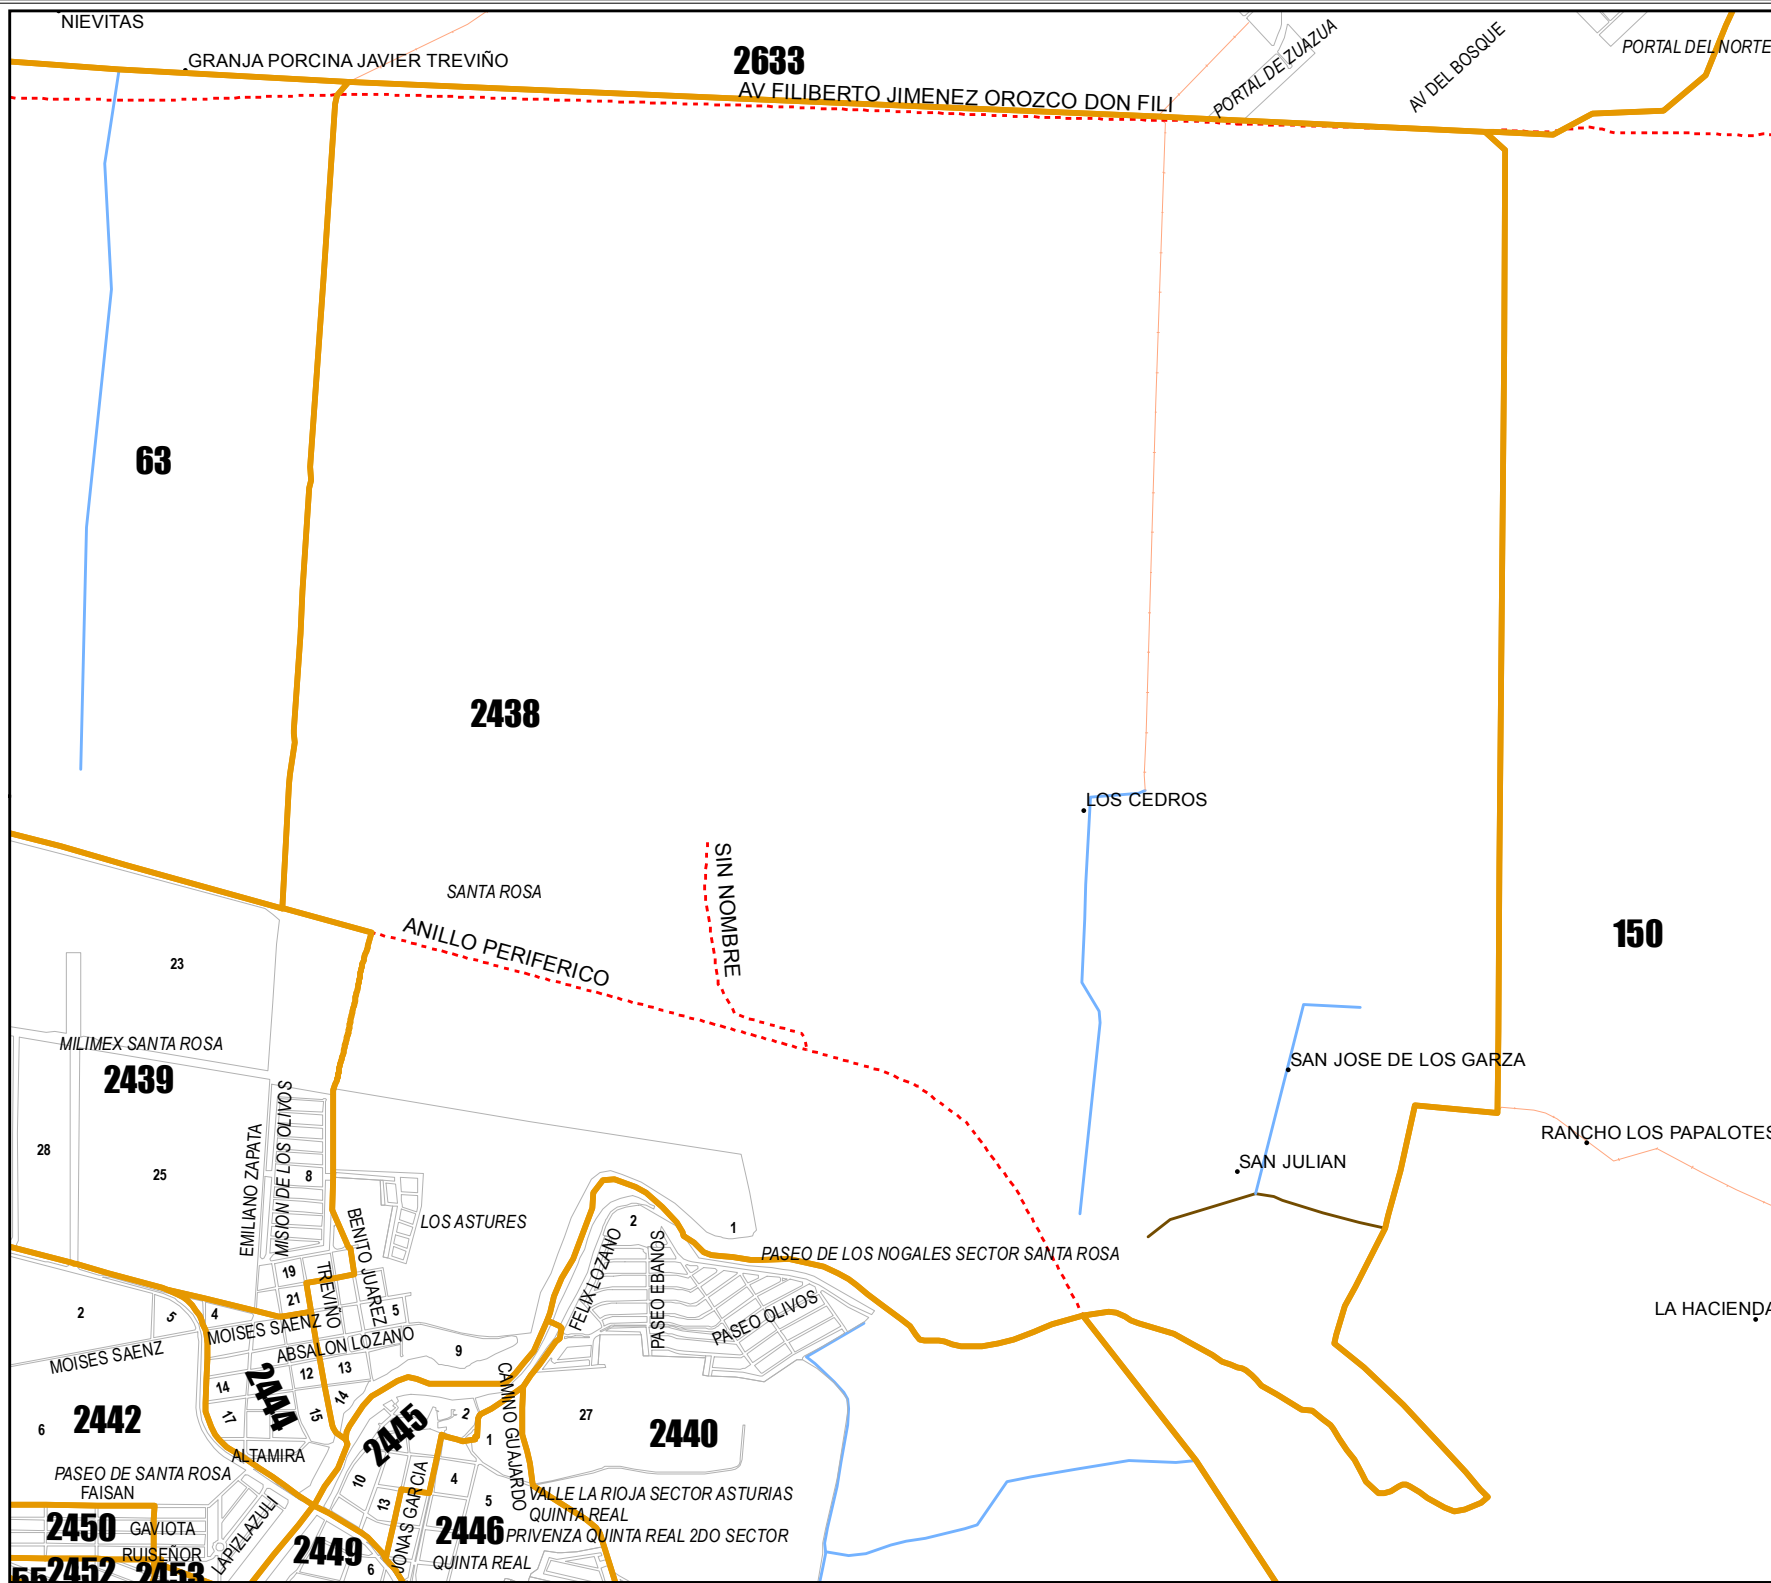 NIEVITAS
GRANJA PORCINA JAVIER TREVIÑO
2633
AV FILIBERTO JIMENEZ OROZCO DON FILI
PORTAL DE ZUAZUA
AV DEL BOSQUE
PORTAL DEL NORTE
63
2438
LOS CEDROS
SANTA ROSA
SIN NOMBRE
ANILLO PERIFERICO
150
23
MILIMEX SANTA ROSA
2439
SAN JOSE DE LOS GARZA
RANCHO LOS PAPALOTES
SAN JULIAN
28
25
EMILIANO ZAPATA
MISION DE LOS OLIVOS
8
LOS ASTURES
BENITO JUAREZ
TREVIÑO
2
1
FELIX LOZANO
PASEO EBANOS
PASEO DE LOS NOGALES SECTOR SANTA ROSA
PASEO OLIVOS
LA HACIENDA
19
21
2
5
4
5
MOISES SAENZ
MOISES SAENZ
ABSALON LOZANO
9
14
12
13
14
17
15
2444
2442
6
ALTAMIRA
2445
2
1
CAMINO GUAJARDO
27
2440
PASEO DE SANTA ROSA
FAISAN
10
13
JONAS GARCIA
4
5
VALLE LA RIOJA SECTOR ASTURIAS
QUINTA REAL
PRIVENZA QUINTA REAL 2DO SECTOR
2446
QUINTA REAL
2450
GAVIOTA
RUISEÑOR
LAPIZLAZULI
2449
6
55
2452
2453